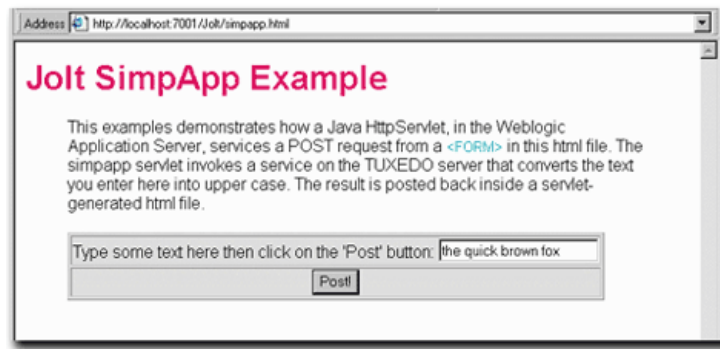 Address http://localhost:7001/Jolt/simpapp.html
Jolt SimpApp Example
This examples demonstrates how a Java HttpServlet, in the Weblogic
Application Server, services a POST request from a <FORM> in this html file. The
simpapp servlet invokes a service on the TUXEDO server that converts the text
you enter here into upper case. The result is posted back inside a servlet-
generated html file.
Type some text here then click on the 'Post' button: the quick brown fox
Post!